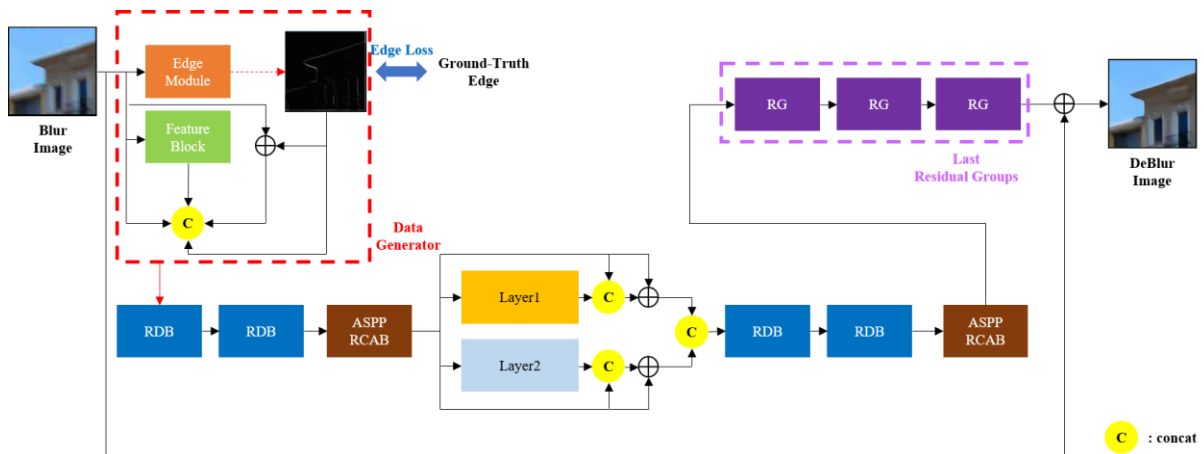 Blur
Image
Edge
Module
Edge Loss
Ground-Truth
Edge
Feature
Block
C
Data
Generator
RG
RG
RG
Last
Residual Groups
DeBlur
Image
RDB
RDB
ASPP
RCAB
Layer1
C
Layer2
C
C
RDB
RDB
ASPP
RCAB
C : concat